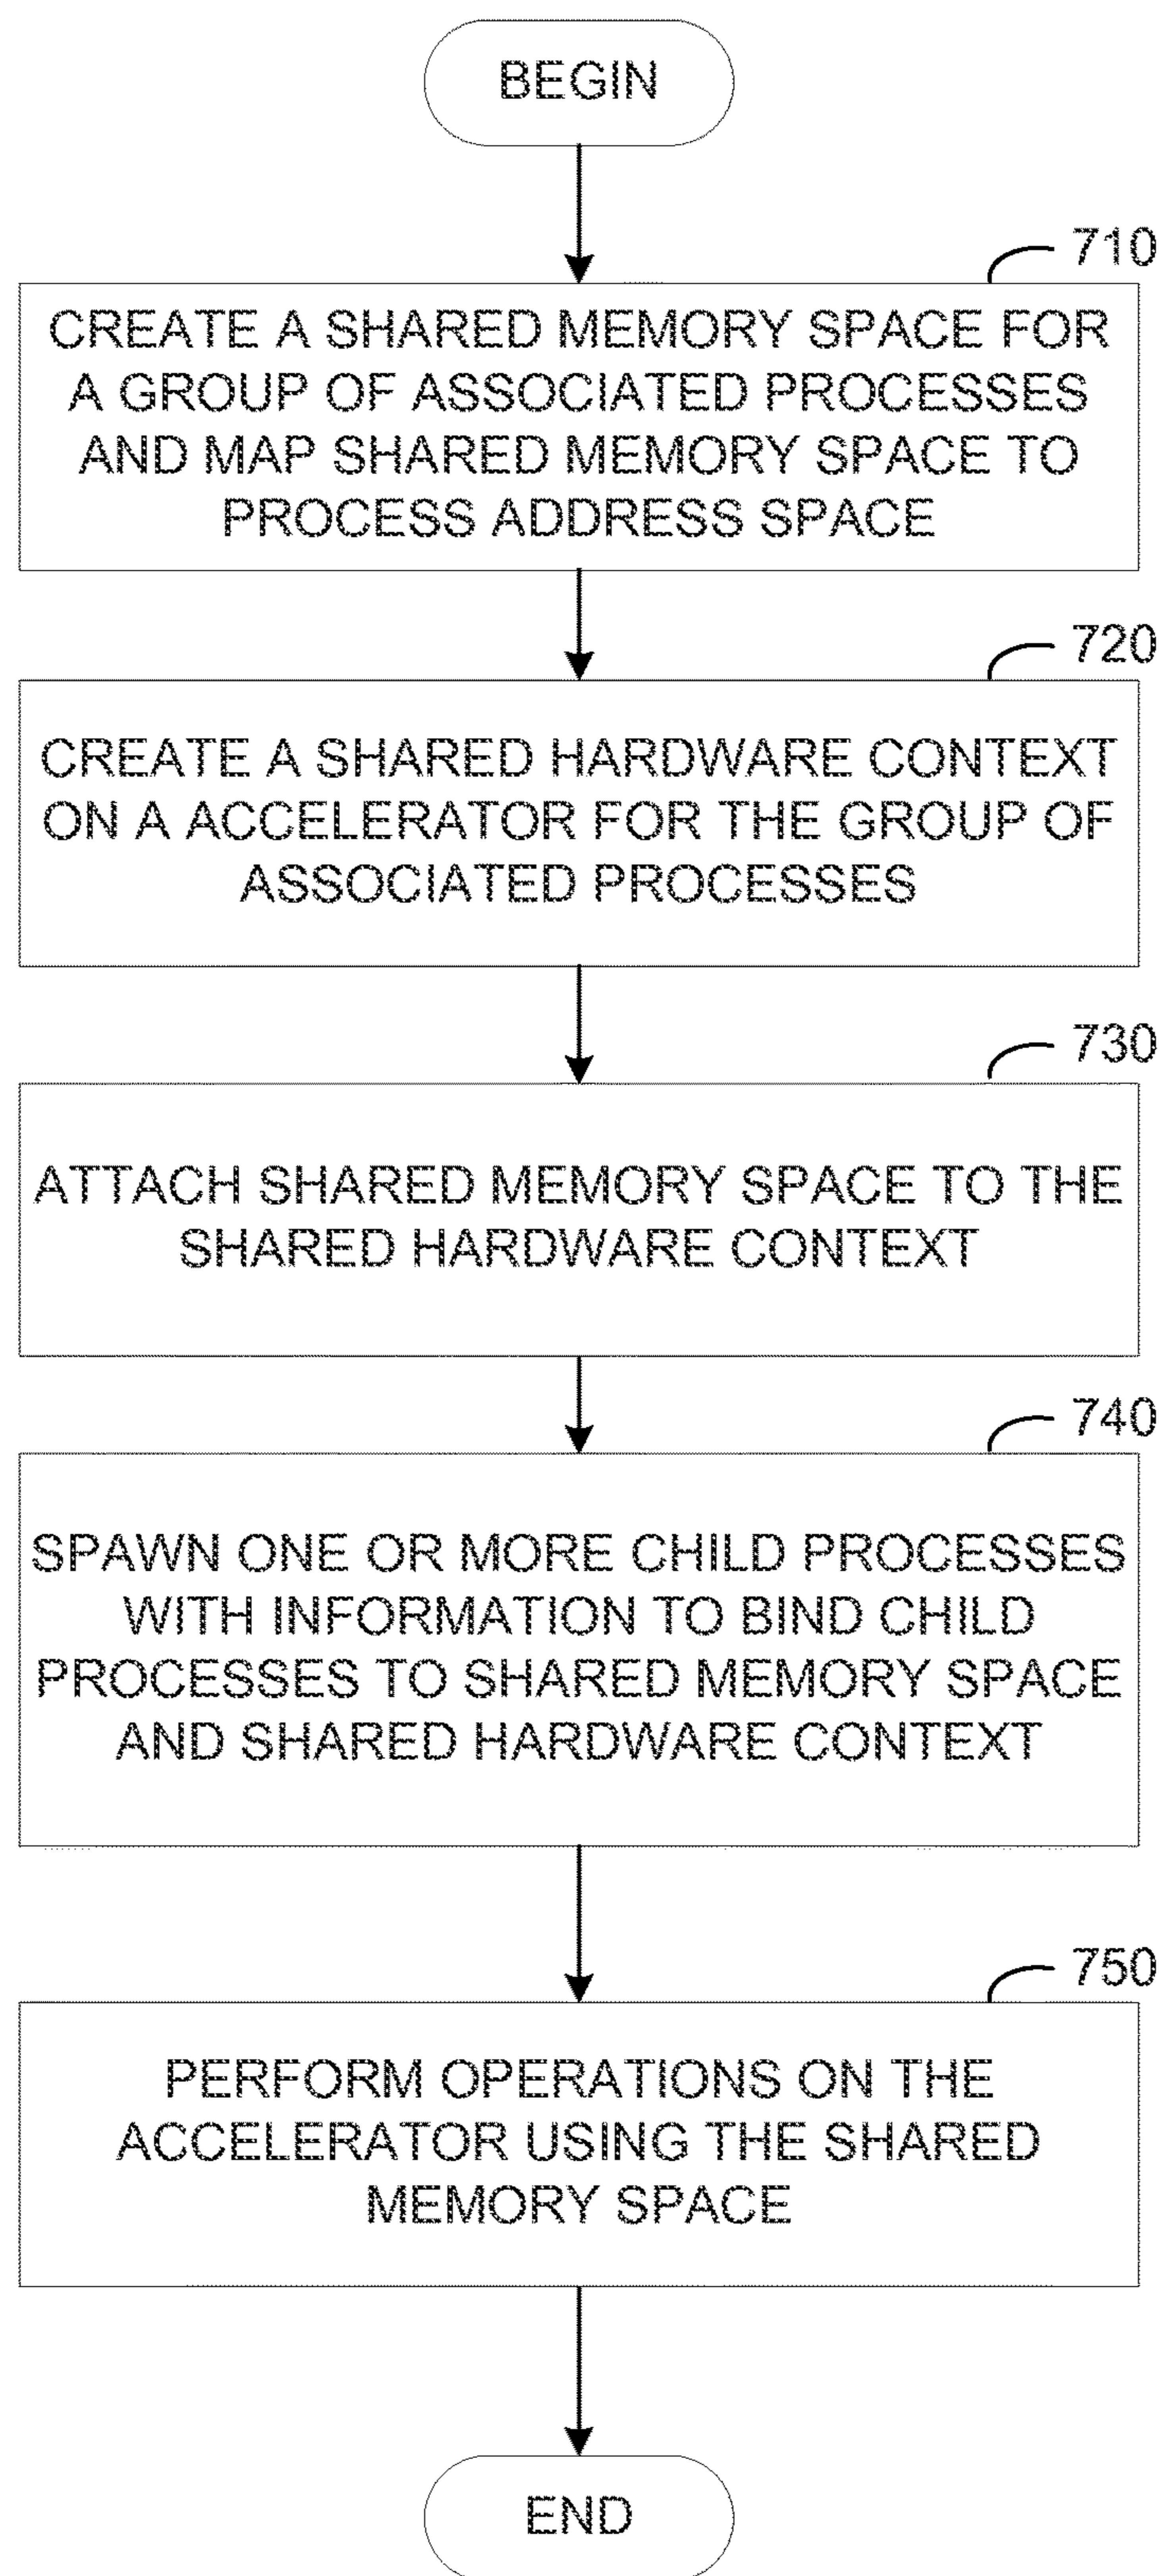 BEGIN
710
CREATE A SHARED MEMORY SPACE FOR
A GROUP OF ASSOCIATED PROCESSES
AND MAP SHARED MEMORY SPACE TO
PROCESS ADDRESS SPACE
720
CREATE A SHARED HARDWARE CONTEXT
ON A ACCELERATOR FOR THE GROUP OF
ASSOCIATED PROCESSES
730
ATTACH SHARED MEMORY SPACE TO THE
SHARED HARDWARE CONTEXT
740
SPAWN ONE OR MORE CHILD PROCESSES
WITH INFORMATION TO BIND CHILD
PROCESSES TO SHARED MEMORY SPACE
AND SHARED HARDWARE CONTEXT
750
PERFORM OPERATIONS ON THE
ACCELERATOR USING THE SHARED
MEMORY SPACE
END